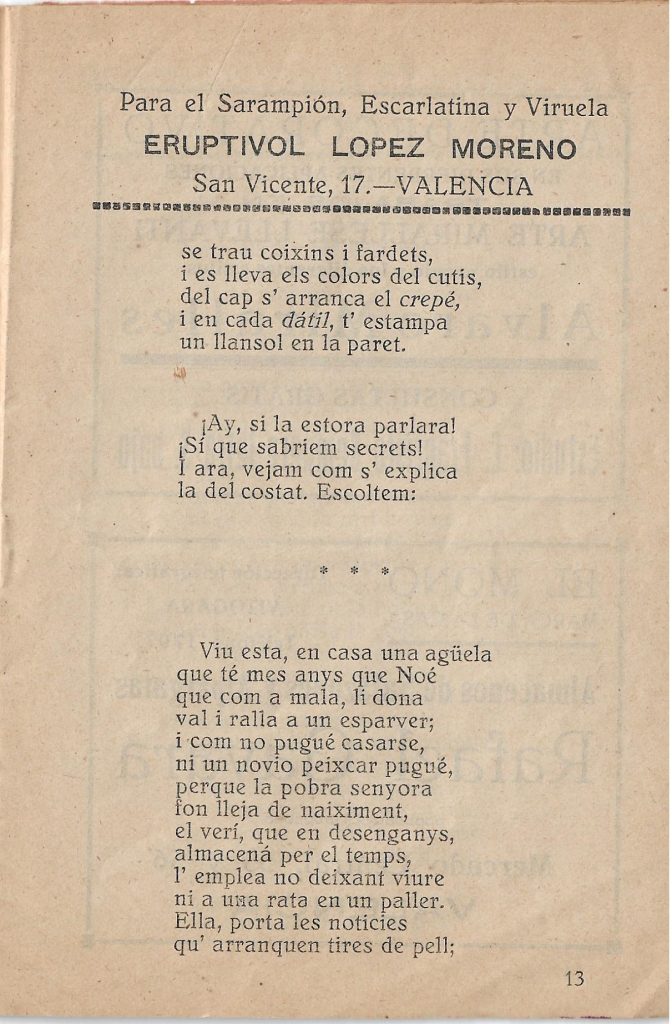 Para el Sarampión, Escarlatina y Viruela
ERUPTIVOL LOPEZ MORENO
San Vicente, 17.—VALENCIA
se trau coixins i fardets,
i es lleva els colors del cutis,
del cap s' arranca el crepé,
i en cada dátil, t' estampa
un llansol en la paret.
¡Ay, si la estora parlara!
¡Sí que sabriem secrets!
I ara, vejam com s' explica
la del costat. Escoltem:
* * *
Viu esta, en casa una agüela
que té mes anys que Noé
que com a mala, li dona
val i ralla a un esparver;
i com no pugué casarse,
ni un novio peixcar pugué,
perque la pobra senyora
fon lleja de naiximent,
el verí, que en desenganys,
almacená per el temps,
l' emplea no deixant viure
ni a una rata en un paller.
Ella, porta les noticies
qu' arranquen tires de pell;
13